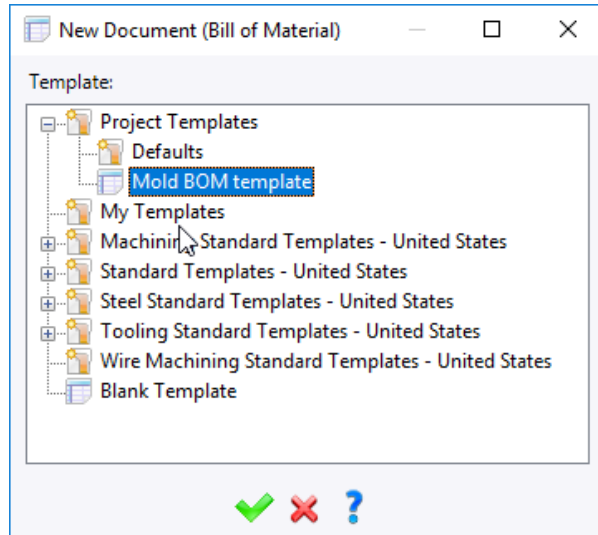 New Document (Bill of Material)
Template:
Project Templates
Defaults
Mold BOM template
My Templates
Machining Standard Templates - United States
Standard Templates - United States
Steel Standard Templates - United States
Tooling Standard Templates - United States
Wire Machining Standard Templates - United States
Blank Template